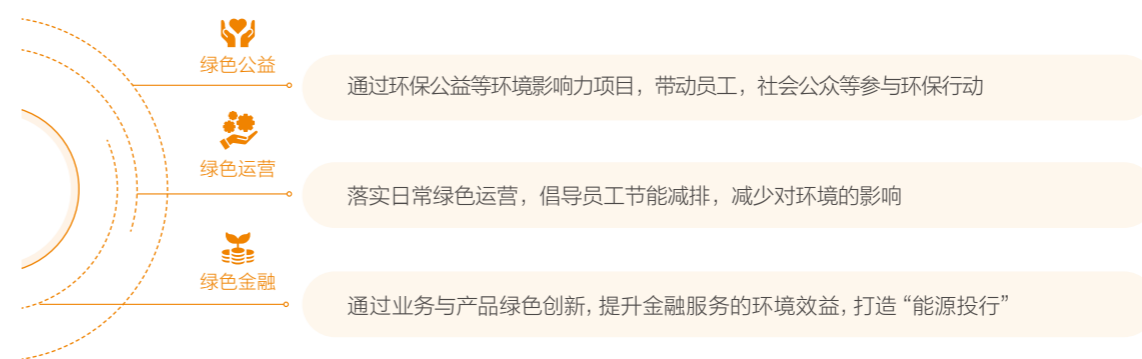 绿色公益
通过环保公益等环境影响力项目，带动员工，社会公众等参与环保行动
绿色运营
落实日常绿色运营，倡导员工节能减排，减少对环境的影响
绿色金融
通过业务与产品绿色创新, 提升金融服务的环境效益, 打造“能源投行”